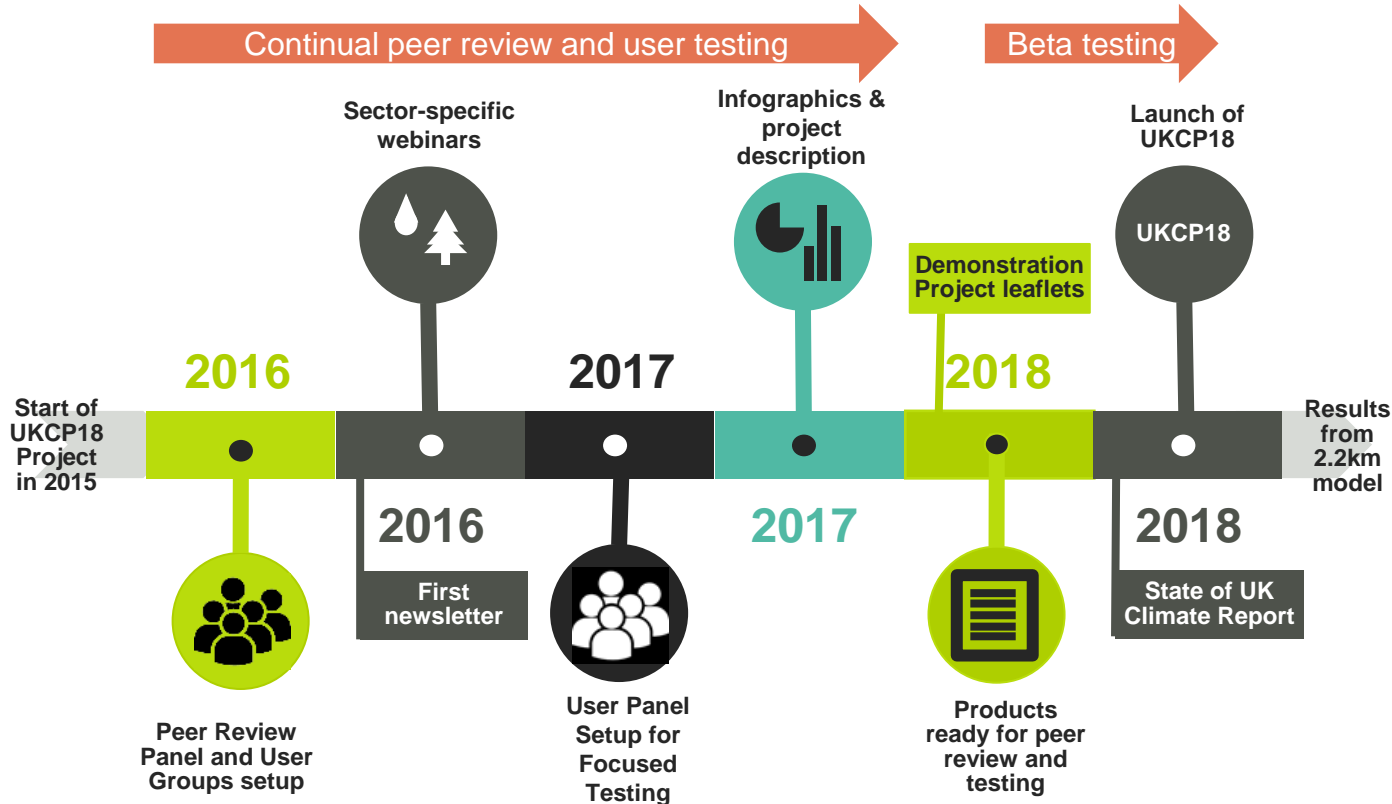 Continual peer review and user testing
Beta testing
Sector-specific
webinars
Infographics &
project
description
Launch of
UKCP18
UKCP18
Demonstration
Project leaflets
2016
2017
2018
Start of
UKCP18
Project
in 2015
Results
from
2.2km
model
2016
2017
2018
First
newsletter
State of UK
Climate Report
Peer Review
Panel and User
Groups setup
User Panel
Setup for
Focused
Testing
Products
ready for peer
review and
testing